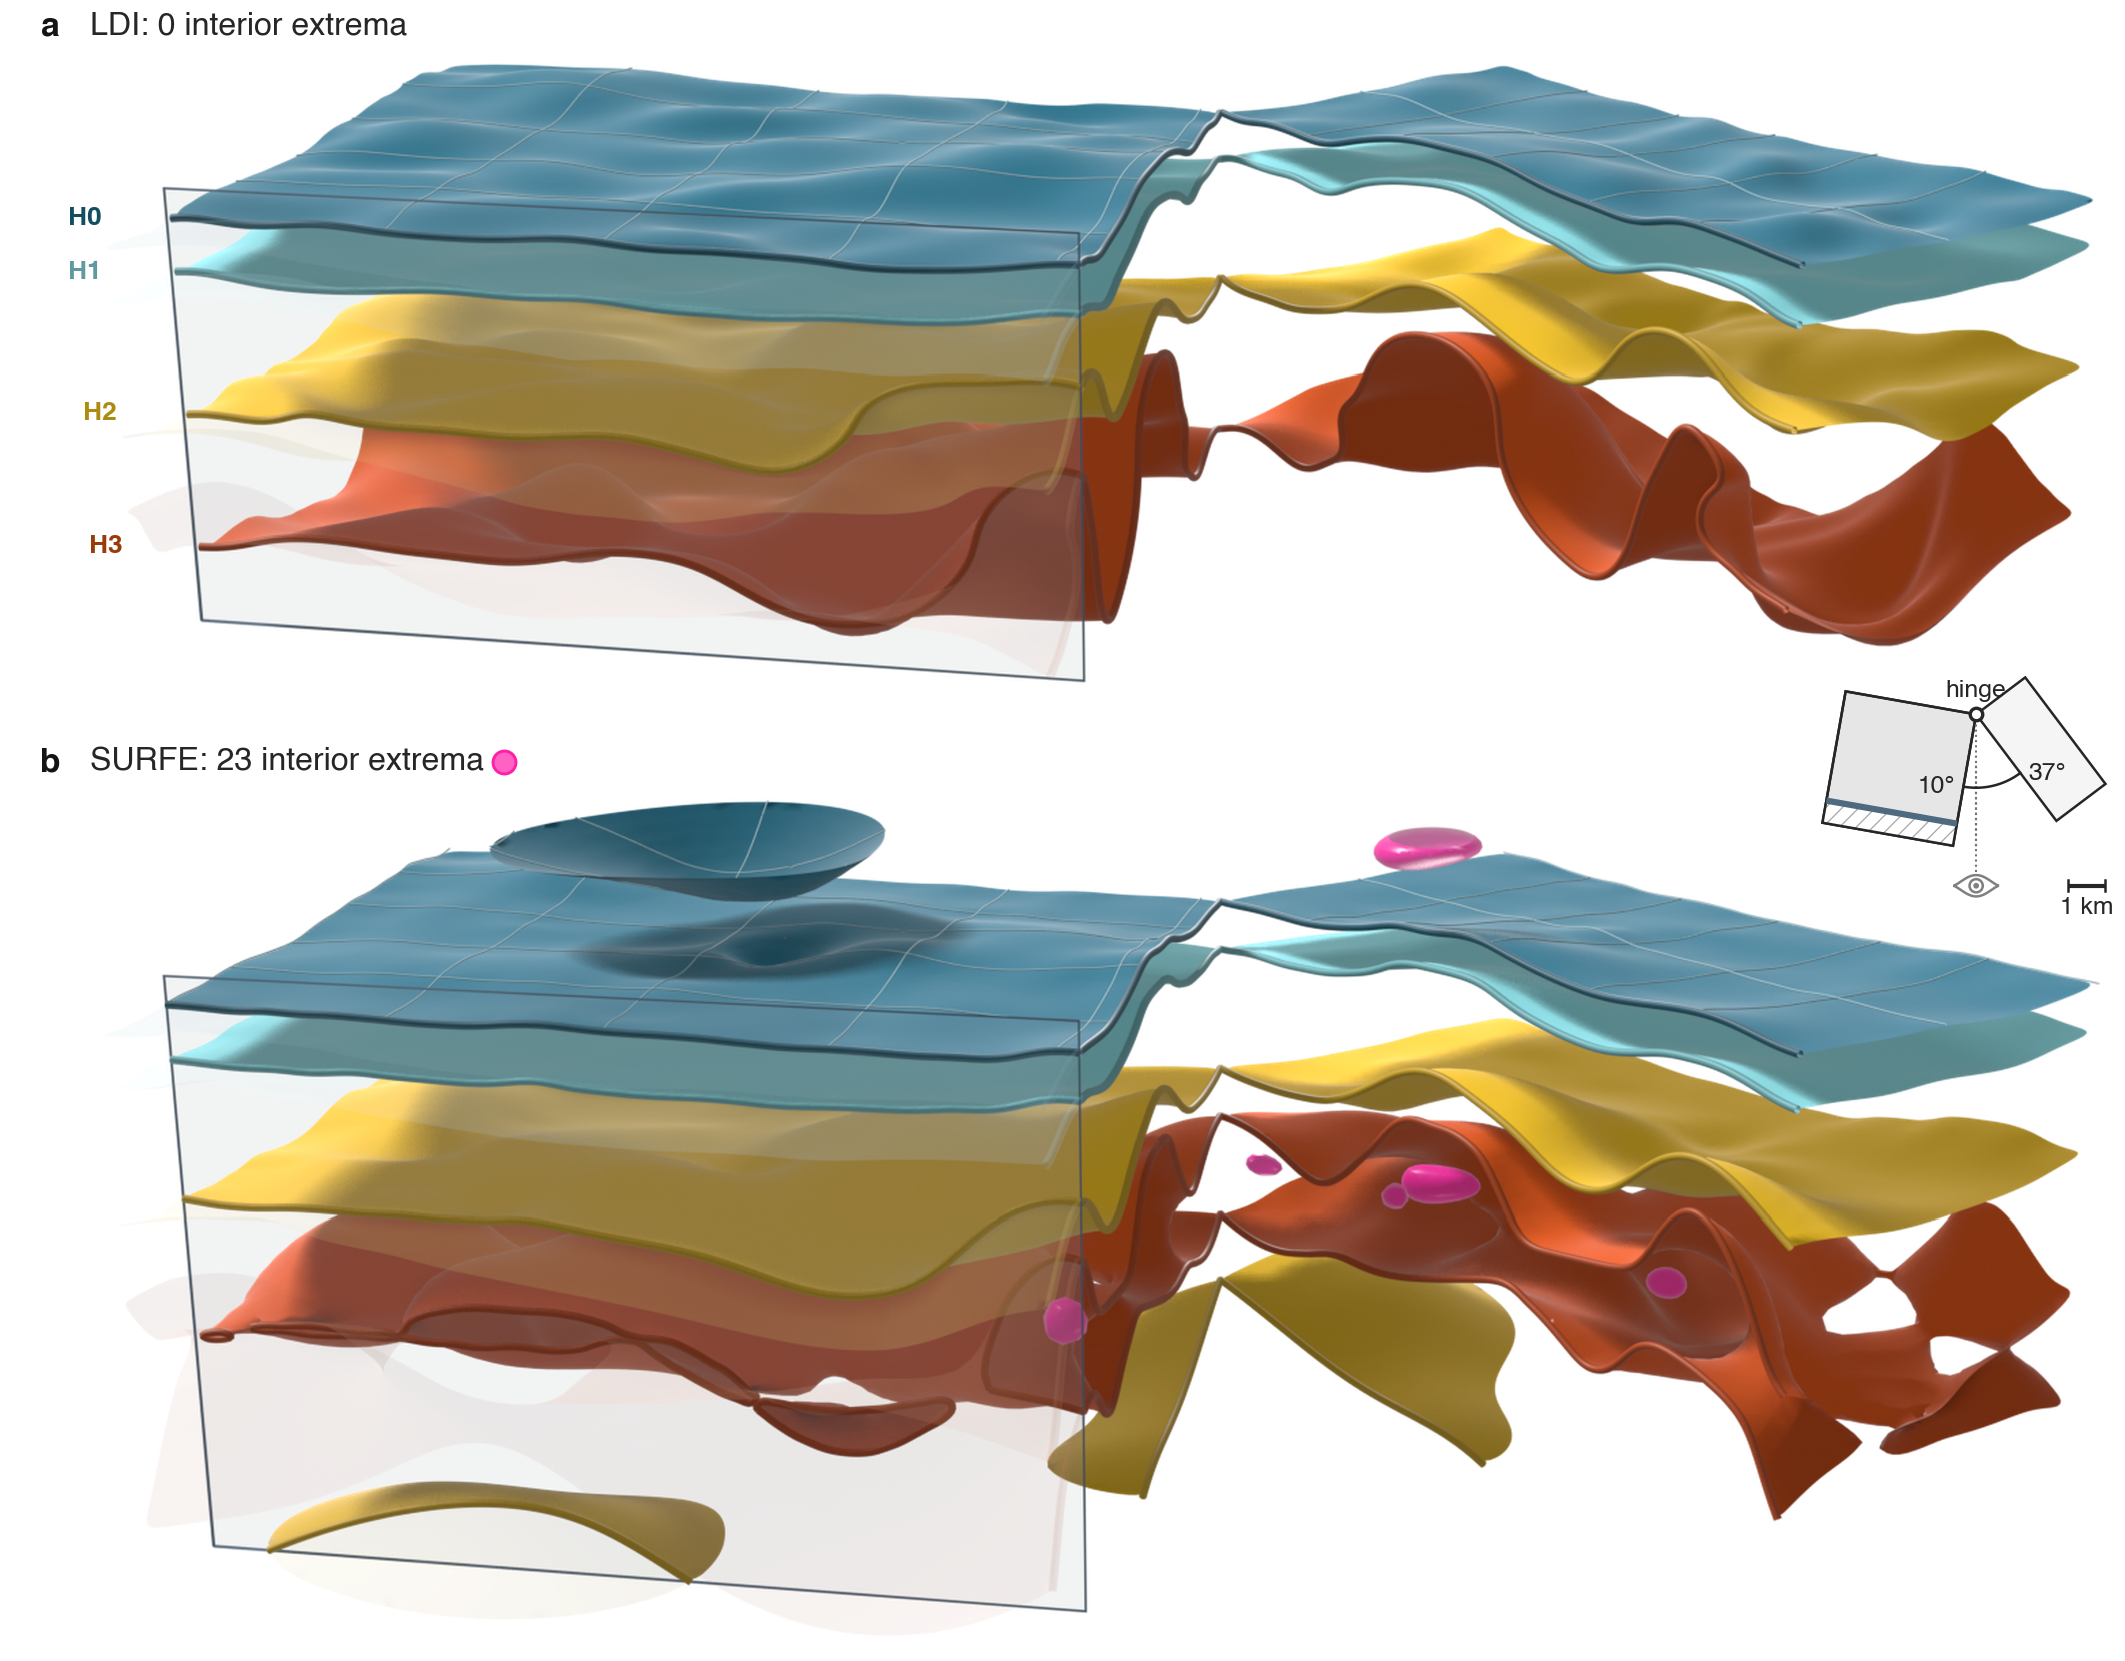 a LDI: 0 interior extrema
H0
H1
H2
H3
hinge
10°
37°
1 km
b SURFE: 23 interior extrema